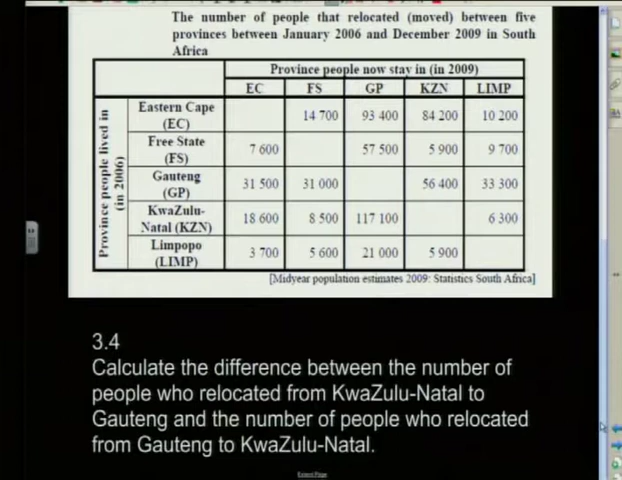 The number of people that relocated (moved) between five
provinces between January 2006 and December 2009 in South
Africa
Province people now stay in (in 2009)
EC FS GP KZN LIMP
Province people lived in
(in 2006)
Eastern Cape
(EC)
14 700 93 400 84 200 10 200
Free State
(FS)
7 600 57 500 5 900 9 700
Gauteng
(GP)
31 500 31 000 56 400 33 300
KwaZulu-
Natal (KZN)
18 600 8 500 117 100 6 300
Limpopo
(LIMP)
3 700 5 600 21 000 5 900
[Midyear population estimates 2009: Statistics South Africa]
3.4
Calculate the difference between the number of
people who relocated from KwaZulu-Natal to
Gauteng and the number of people who relocated
from Gauteng to KwaZulu-Natal.
Extend Page